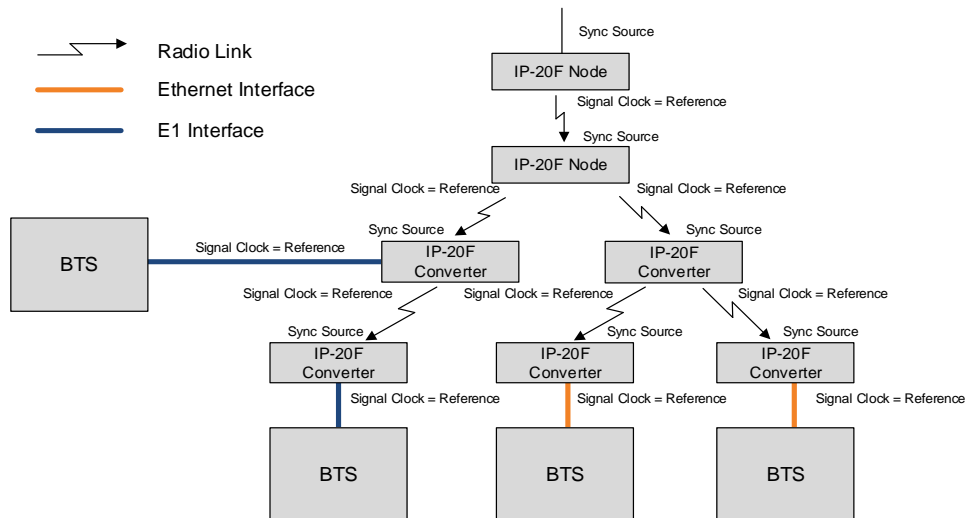 Sync Source
Radio Link
IP-20F Node
Ethernet Interface
Signal Clock = Reference
E1 Interface
Sync Source
IP-20F Node
Signal Clock = Reference
Signal Clock = Reference
Sync Source
Sync Source
Signal Clock = Reference
BTS
IP-20F
Converter
IP-20F
Converter
Signal Clock = Reference
Signal Clock = Reference
Signal Clock = Reference
Sync Source
Sync Source
Sync Source
IP-20F
Converter
IP-20F
Converter
IP-20F
Converter
Signal Clock = Reference
Signal Clock = Reference
Signal Clock = Reference
BTS
BTS
BTS